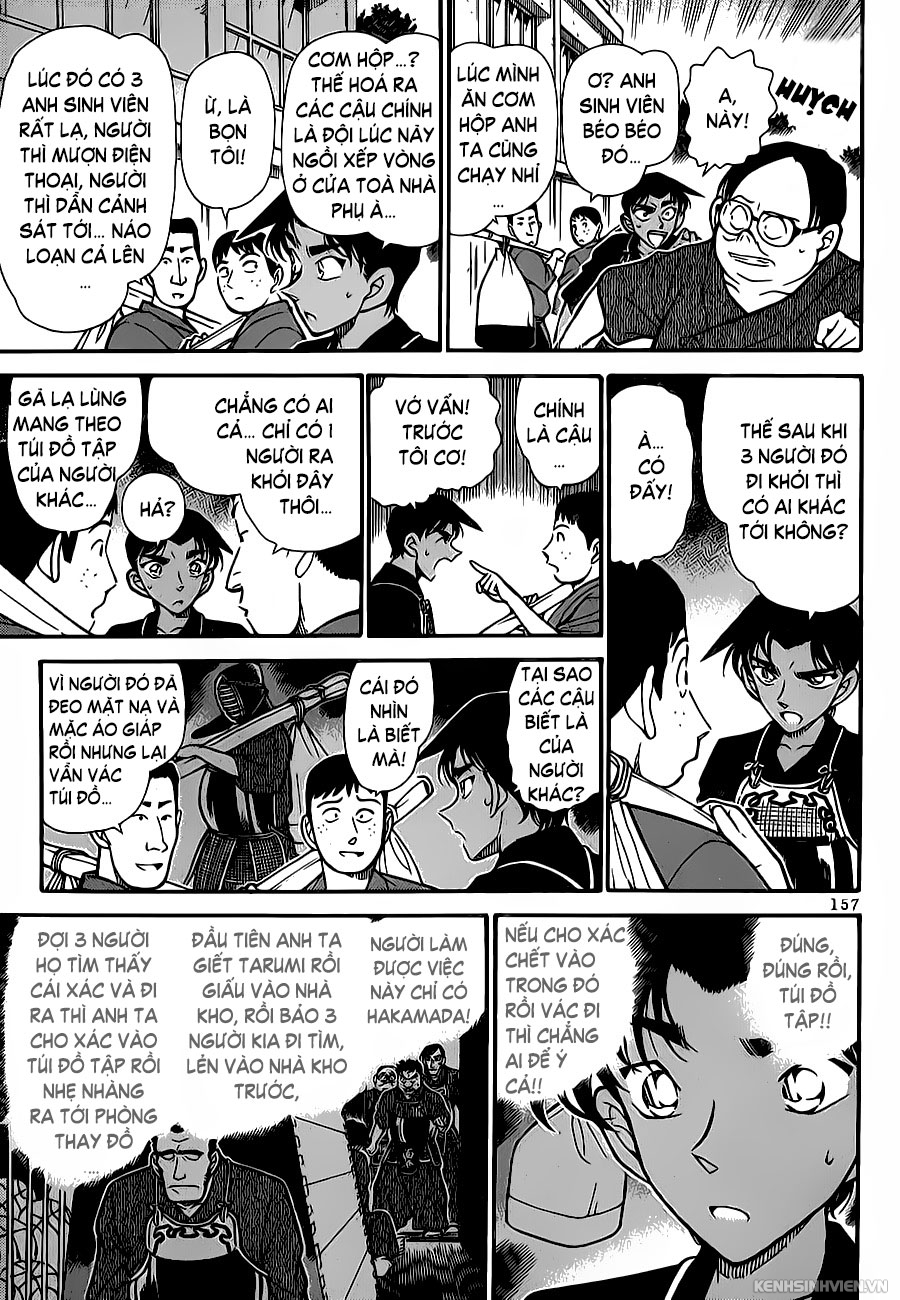 HUỴCH
A,
NÀY!
Ơ? ANH
SINH VIÊN
BÉO BÉO
ĐÓ...
LÚC MÌNH
ĂN CƠM
HỘP ANH
TA CŨNG
CHẠY NHỈ
...
CƠM HỘP...?
THẾ HOÁ RA
CÁC CẬU CHÍNH
LÀ ĐỘI LÚC NÀY
NGỒI XẾP VÒNG
Ở CỬA TOÀ NHÀ
PHỤ À...
Ừ, LÀ
BỌN
TÔI!
LÚC ĐÓ CÓ 3
ANH SINH VIÊN
RẤT LẠ, NGƯỜI
THÌ MƯỢN ĐIỆN
THOẠI, NGƯỜI
THÌ DẪN CẢNH
SÁT TỚI... NÁO
LOẠN CẢ LÊN
...
THẾ SAU KHI
3 NGƯỜI ĐÓ
ĐI KHỎI THÌ
CÓ AI KHÁC
TỚI KHÔNG?
À...
CÓ
ĐẤY!
CHÍNH
LÀ CẬU
...
VỚ VẨN!
TRƯỚC
TÔI CƠ!
CHẲNG CÓ AI
CẢ... CHỈ CÓ 1
NGƯỜI RA
KHỎI ĐÂY
THÔI...
HẢ?
GẢ LẠ LÙNG
MANG THEO
TÚI ĐỒ TẬP
CỦA NGƯỜI
KHÁC...
TẠI SAO
CÁC CẬU
BIẾT LÀ
CỦA
NGƯỜI
KHÁC?
CÁI ĐÓ
NHÌN
LÀ BIẾT
MÀ!
VÌ NGƯỜI ĐÓ ĐÃ
ĐEO MẶT NẠ VÀ
MẶC ÁO GIÁP
RỒI NHƯNG LẠI
VẪN VÁC
TÚI ĐỒ...
157
ĐÚNG,
ĐÚNG RỒI,
TÚI ĐỒ
TẬP!!
NẾU CHO XÁC
CHẾT VÀO
TRONG ĐÓ
RỒI VÁC ĐI
THÌ CHẲNG
AI ĐỂ Ý
CẢ!!
NGƯỜI LÀM
ĐƯỢC VIỆC
NÀY CHỈ CÓ
HAKAMADA!
ĐẦU TIÊN ANH TA
GIẾT TARUMI RỒI
GIẤU VÀO NHÀ
KHO, RỒI BẢO 3
NGƯỜI KIA ĐI TÌM,
LẺN VÀO NHÀ KHO
TRƯỚC,
ĐỢI 3 NGƯỜI
HỌ TÌM THẤY
CÁI XÁC VÀ ĐI
RA THÌ ANH TA
CHO XÁC VÀO
TÚI ĐỒ TẬP RỒI
NHẸ NHÀNG
RA TỚI PHÒNG
THAY ĐỒ
...
KENHSINHVIEN.VN